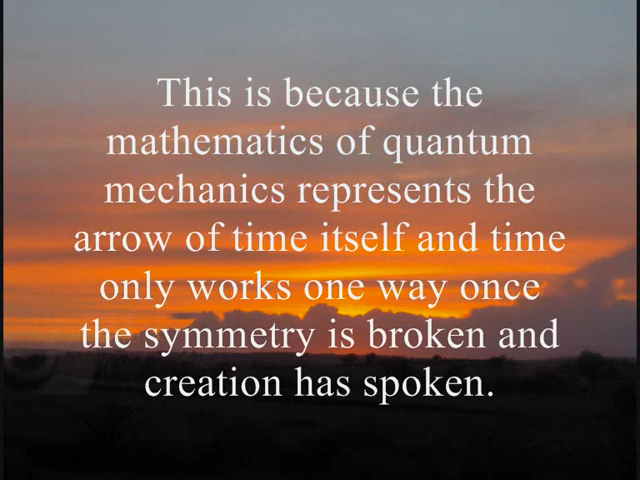 This is because the
mathematics of quantum
mechanics represents the
arrow of time itself and time
only works one way once
the symmetry is broken and
creation has spoken.